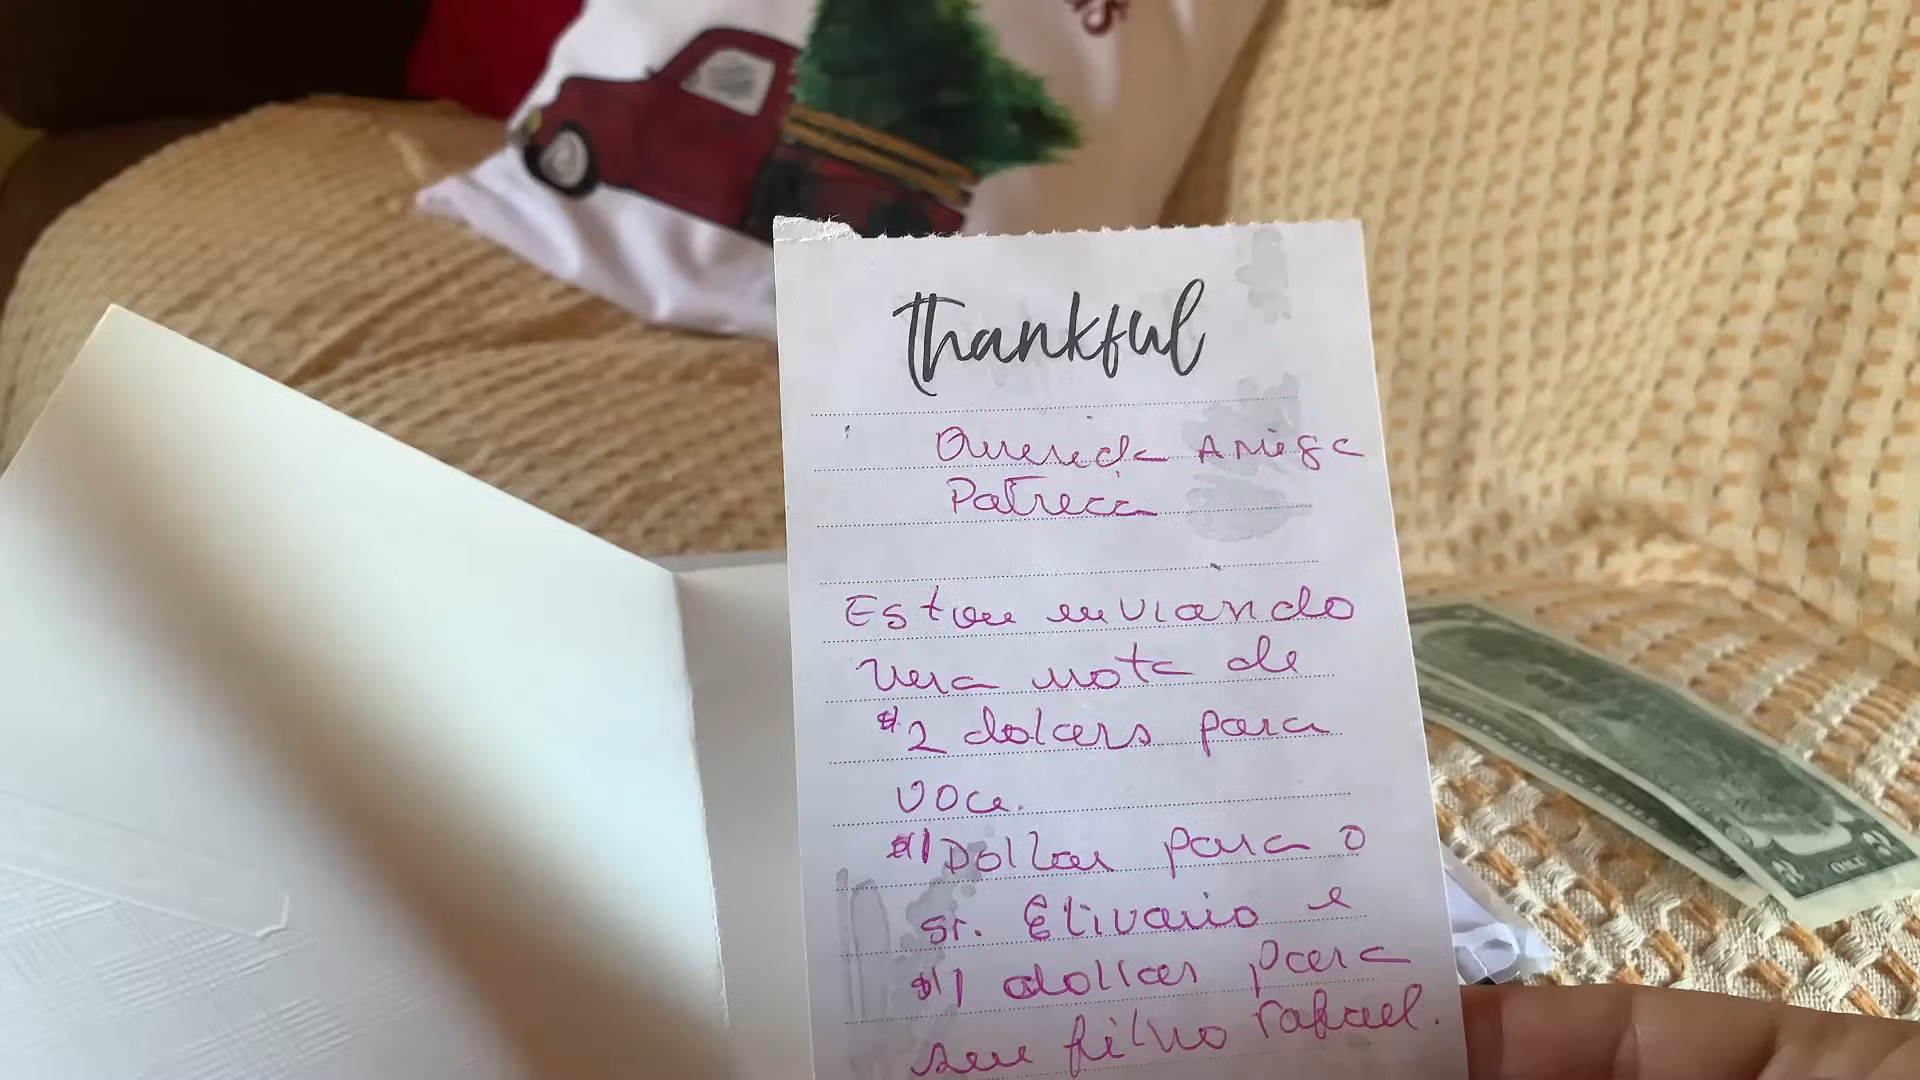 thankful
Querida Amiga
Patrecia
Estou enviando
uma nota de
$2 dolars para
voce.
$1 Dollar para o
sr. Elivario e
$1 dollar para
seu filho rafael.